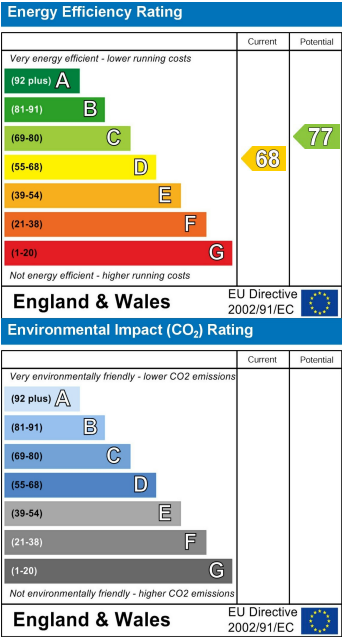 Energy Efficiency Rating
Current Potential
Very energy efficient - lower running costs
(92 plus) A
(81-91) B
(69-80) C
(55-68) D
(39-54) E
(21-38) F
(1-20) G
68
77
Not energy efficient - higher running costs
England & Wales
EU Directive
2002/91/EC
Environmental Impact (CO₂) Rating
Current Potential
Very environmentally friendly - lower CO2 emissions
(92 plus) A
(81-91) B
(69-80) C
(55-68) D
(39-54) E
(21-38) F
(1-20) G
Not environmentally friendly - higher CO2 emissions
England & Wales
EU Directive
2002/91/EC